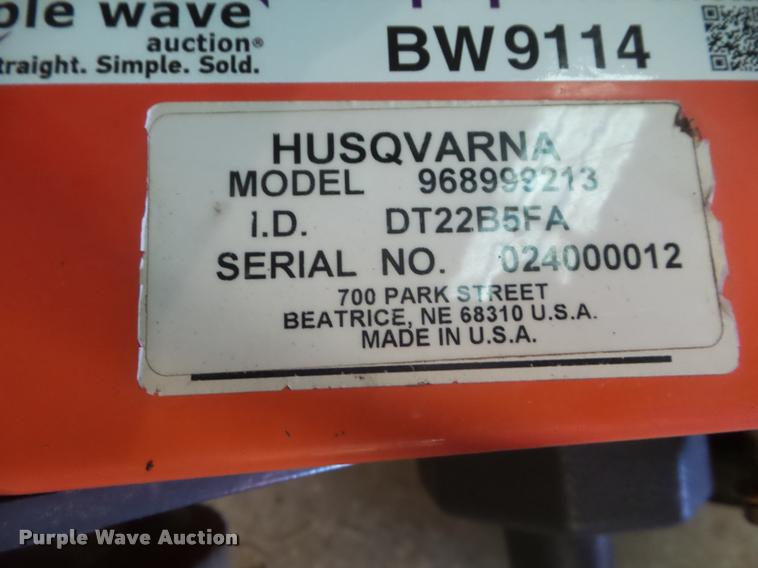 ple wave
auction®
traight. Simple. Sold.
BW9114
HUSQVARNA
MODEL 968999213
I.D. DT22B5FA
SERIAL NO. 024000012
700 PARK STREET
BEATRICE, NE 68310 U.S.A.
MADE IN U.S.A.
Purple Wave Auction®